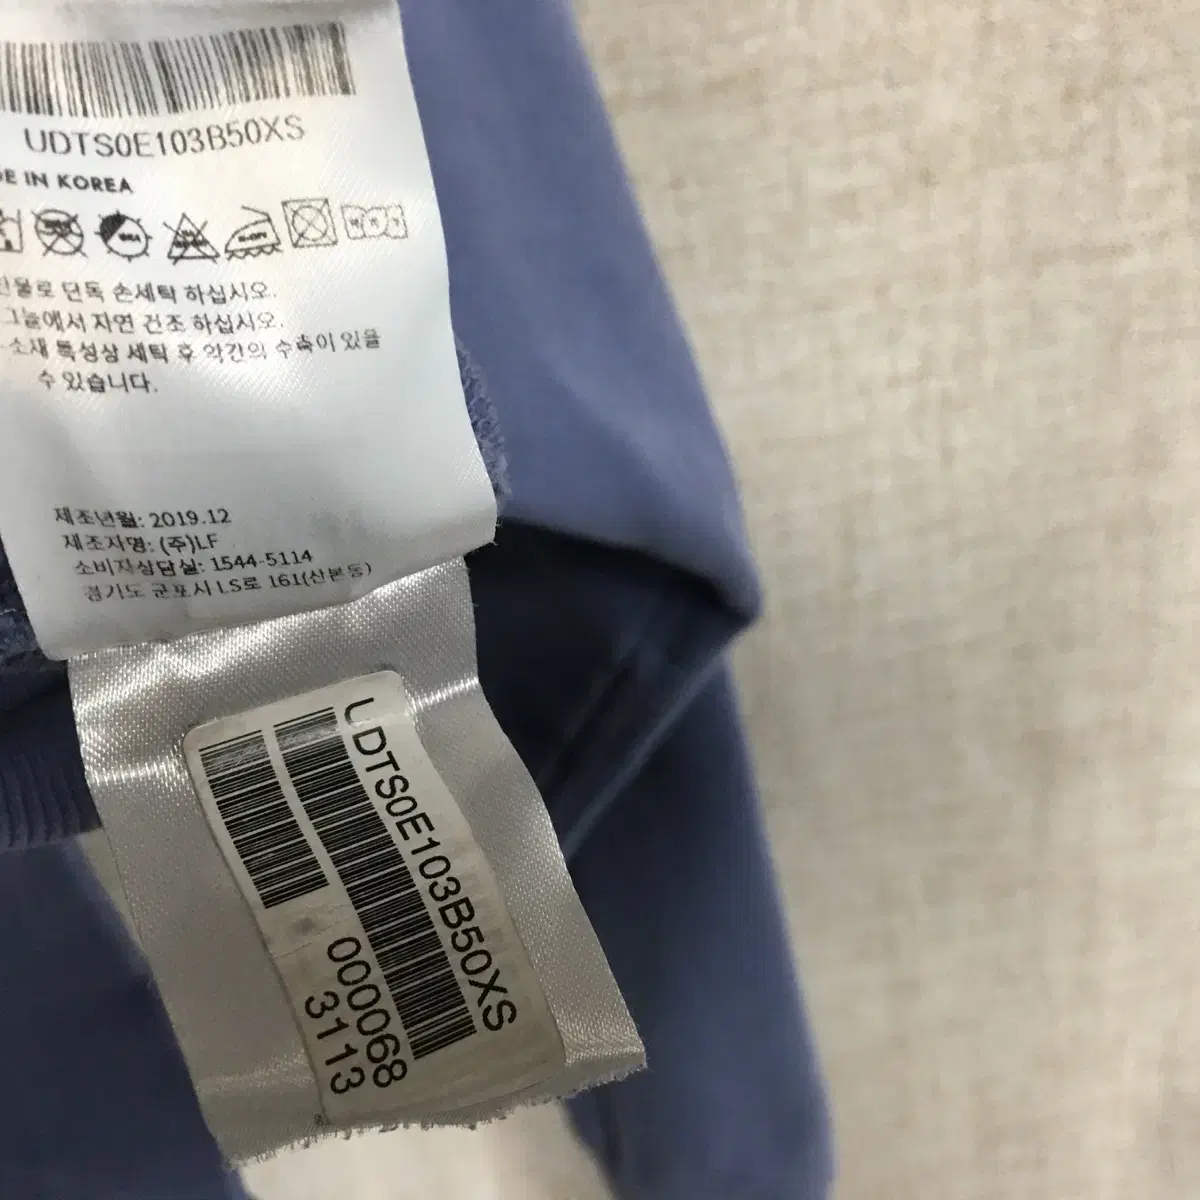 UDTS0E103B50XS
DE IN KOREA
물로 단독 손세탁 하십시오.
그늘에서 자연 건조 하십시오.
소재 특성상 세탁 후 약간의 수축이 있을
수 있습니다.
제조년월: 2019.12
제조자명: (주)LF
소비자상담실: 1544-5114
경기도 군포시 LS로 161(산본동)
UDTS0E103B50XS
000068
3113